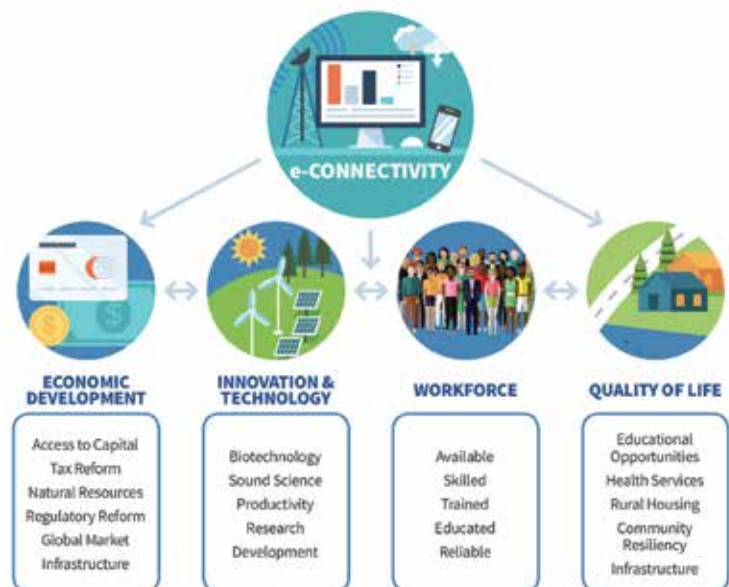 e-CONNECTIVITY
ECONOMIC
DEVELOPMENT
Access to Capital
Tax Reform
Natural Resources
Regulatory Reform
Global Market
Infrastructure
INNOVATION &
TECHNOLOGY
Biotechnology
Sound Science
Productivity
Research
Development
WORKFORCE
Available
Skilled
Trained
Educated
Reliable
QUALITY OF LIFE
Educational
Opportunities
Health Services
Rural Housing
Community
Resiliency
Infrastructure